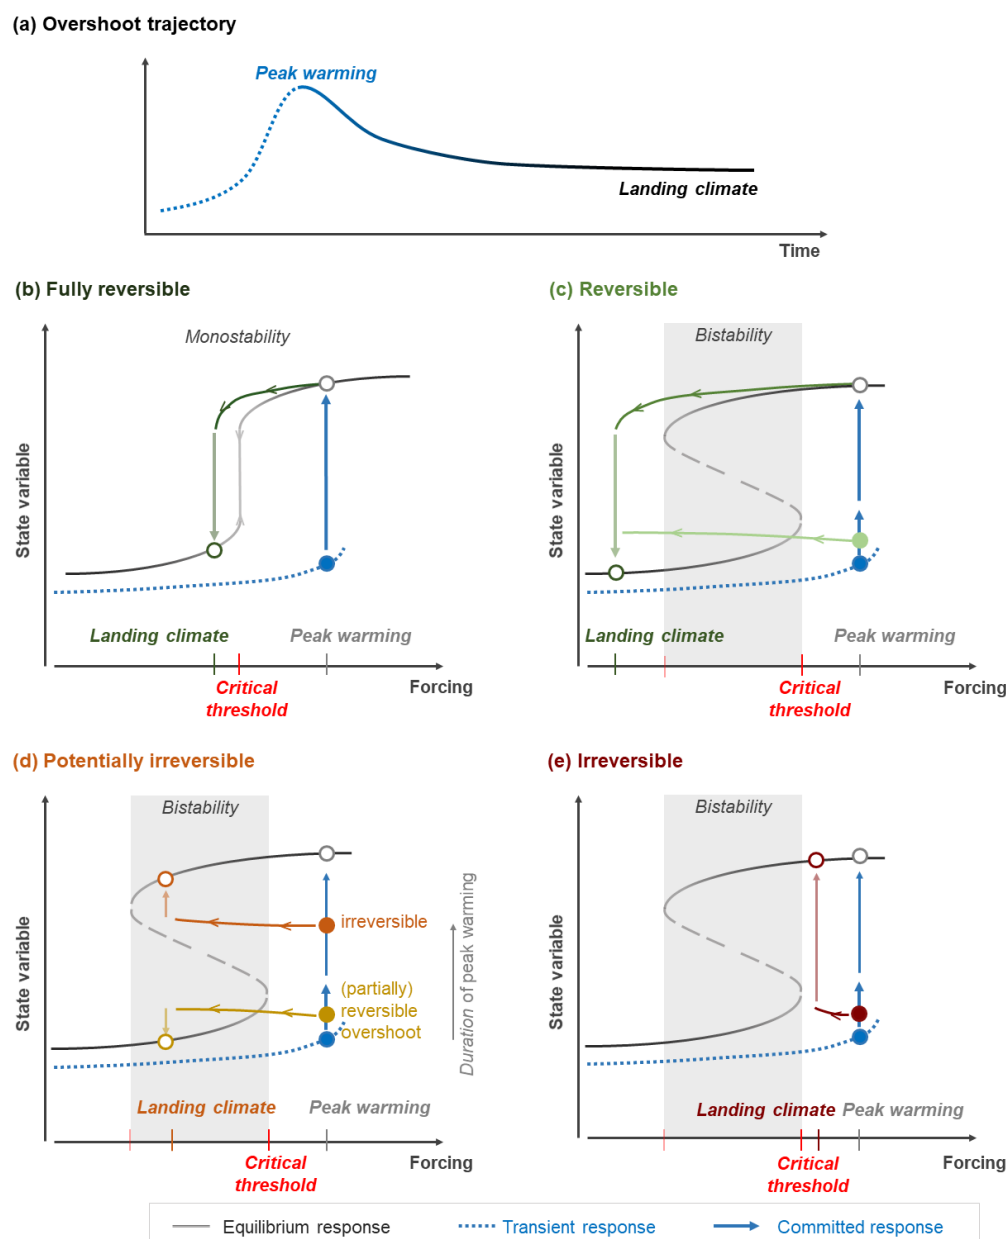 (a) Overshoot trajectory
Peak warming
Landing climate
Time
(b) Fully reversible
Monostability
State variable
Landing climate
Peak warming
Critical
threshold
Forcing
(c) Reversible
Bistability
State variable
Landing climate
Peak warming
Critical
threshold
Forcing
(d) Potentially irreversible
Bistability
State variable
irreversible
(partially)
reversible
overshoot
Duration of peak warming
Landing climate
Peak warming
Critical
threshold
Forcing
(e) Irreversible
Bistability
State variable
Landing climate
Peak warming
Critical
threshold
Forcing
Equilibrium response
Transient response
Committed response